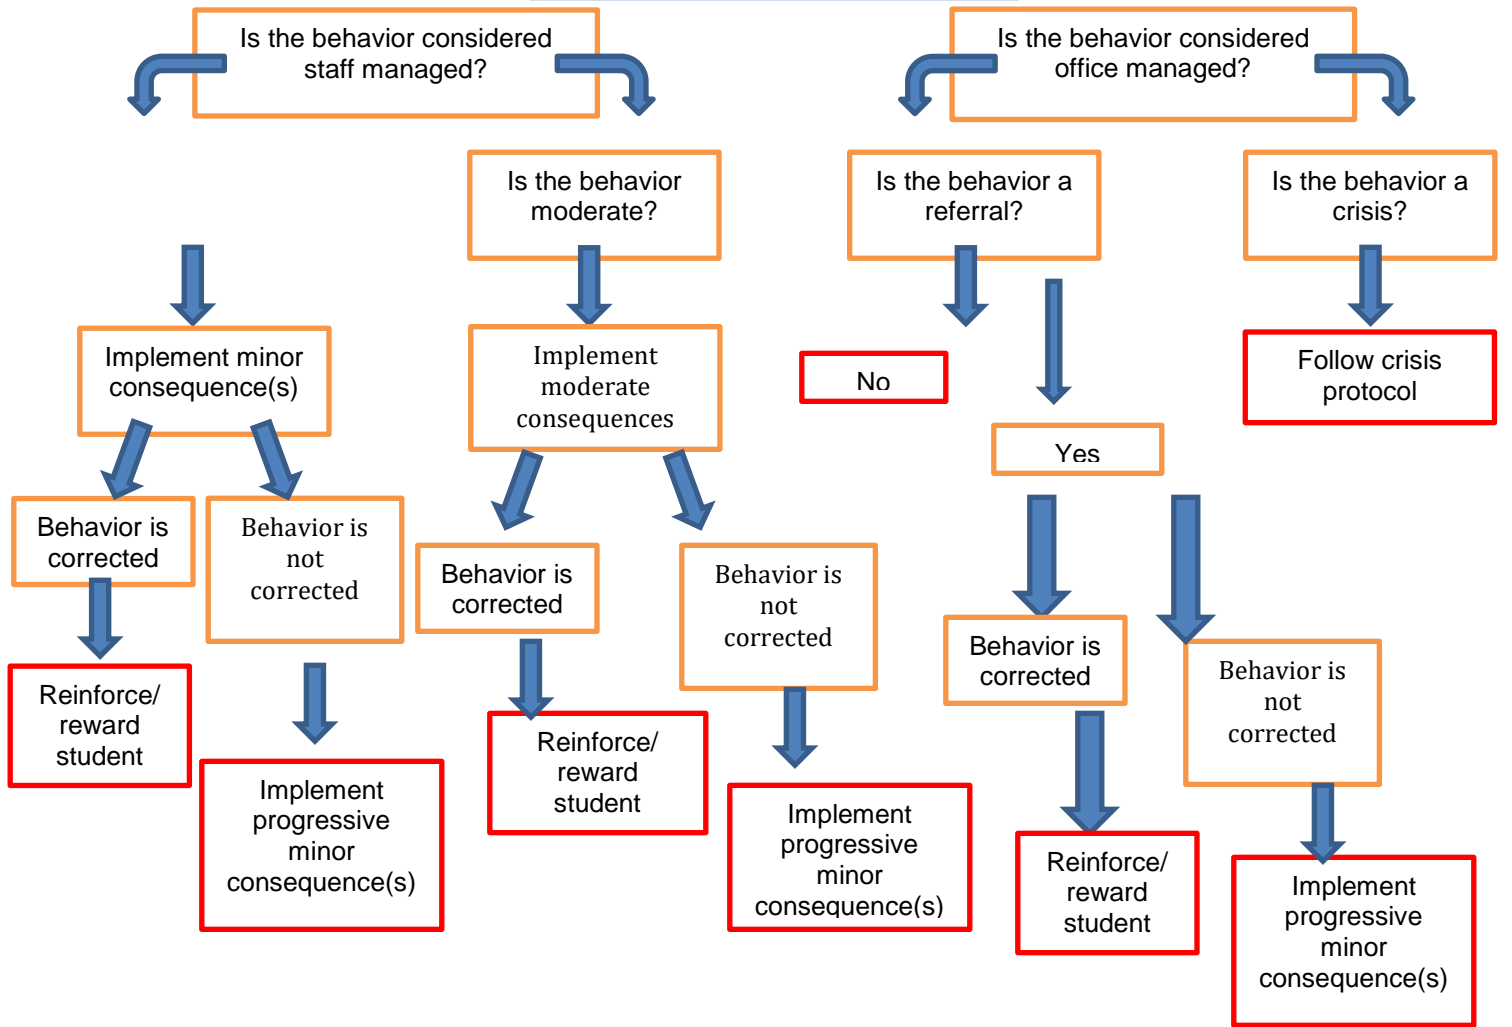 Is the behavior considered
staff managed?
Is the behavior considered
office managed?
Is the behavior
moderate?
Is the behavior a
referral?
Is the behavior a
crisis?
Implement minor
consequence(s)
Implement
moderate
consequences
No
Follow crisis
protocol
Yes
Behavior is
corrected
Behavior is
not
corrected
Behavior is
corrected
Behavior is
not
corrected
Behavior is
corrected
Behavior is
not
corrected
Reinforce/
reward
student
Implement
progressive
minor
consequence(s)
Reinforce/
reward
student
Implement
progressive
minor
consequence(s)
Reinforce/
reward
student
Implement
progressive
minor
consequence(s)